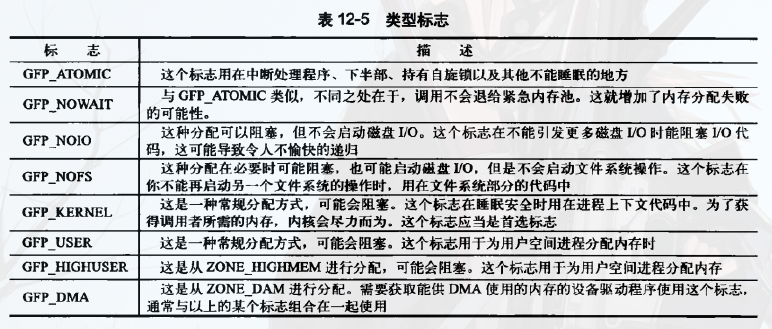 表 12-5 类型标志
标 志 描 述
GFP_ATOMIC 这个标志用在中断处理程序、下半部、持有自旋锁以及其他不能睡眠的地方
GFP_NOWAIT 与 GFP_ATOMIC 类似，不同之处在于，调用不会退给紧急内存池。这就增加了内存分配失败
的可能性。
GFP_NOIO 这种分配可以阻塞，但不会启动磁盘 I/O。这个标志在不能引发更多磁盘 I/O 时能阻塞 I/O 代
码，这可能导致令人不愉快的递归
GFP_NOFS 这种分配在必要时可能阻塞，也可能启动磁盘 I/O，但是不会启动文件系统操作。这个标志在
你不能再启动另一个文件系统的操作时，用在文件系统部分的代码中
GFP_KERNEL 这是一种常规分配方式，可能会阻塞。这个标志在睡眠安全时用在进程上下文代码中。为了获
得调用者所需的内存，内核会尽力而为。这个标志应当是首选标志
GFP_USER 这是一种常规分配方式，可能会阻塞。这个标志用于为用户空间进程分配内存时
GFP_HIGHUSER 这是从 ZONE_HIGHMEM 进行分配，可能会阻塞。这个标志用于为用户空间进程分配内存
GFP_DMA 这是从 ZONE_DAM 进行分配。需要获取能供 DMA 使用的内存的设备驱动程序使用这个标志，
通常与以上的某个标志组合在一起使用